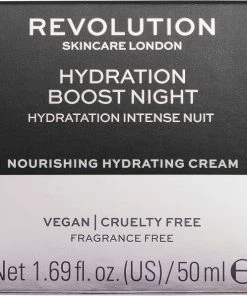 REVOLUTION
SKINCARE LONDON
HYDRATION
BOOST NIGHT
HYDRATATION INTENSE NUIT
NOURISHING HYDRATING CREAM
VEGAN | CRUELTY FREE
FRAGRANCE FREE
Net 1.69 fl. oz. (US) / 50 ml e